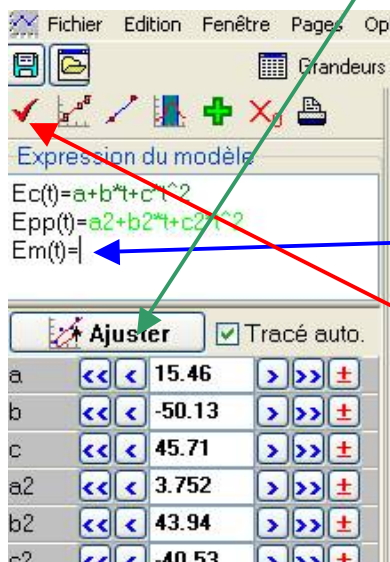 Fichier Edition Fenêtre Pages Op
Grandeurs
Expression du modèle
Ec(t)=a+b*t+c*t^2
Epp(t)=a2+b2*t+c2*t^2
Em(t)=
Ajuster Tracé auto.
a << < 15.46 > >> ±
b << < -50.13 > >> ±
c << < 45.71 > >> ±
a2 << < 3.752 > >> ±
b2 << < 43.94 > >> ±
c2 << < -40.53 > >> ±